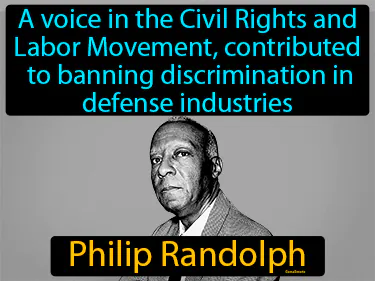 A voice in the Civil Rights and
Labor Movement, contributed
to banning discrimination in
defense industries
Philip Randolph